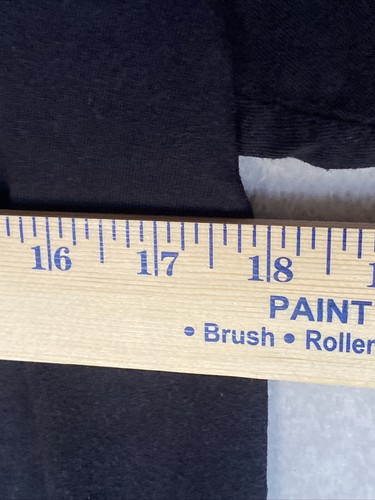 16 17 18
PAINT
• Brush • Roller